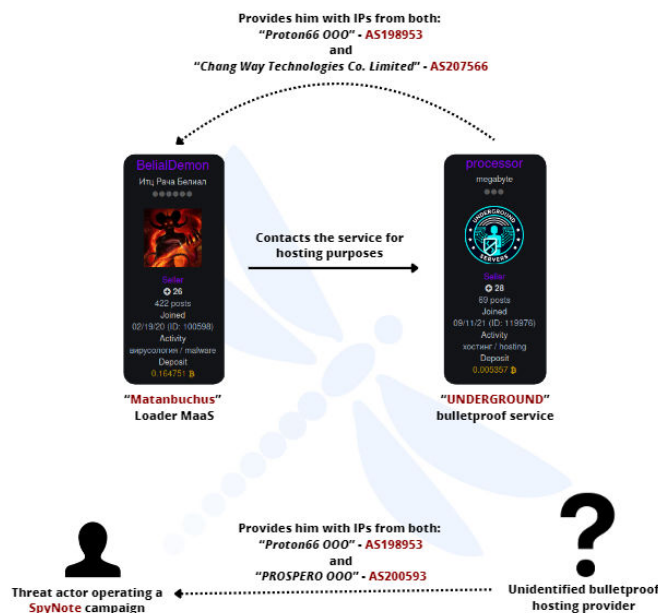 Provides him with IPs from both:
“Proton66 OOO” - AS198953
and
“Chang Way Technologies Co. Limited” - AS207566
BelialDemon
Итц Рача Белиал
Seller
26
422 posts
Joined
02/19/20 (ID: 100598)
Activity
вирусология / malware
Deposit
0.164751 ₿
Contacts the service for
hosting purposes
processor
megabyte
UNDERGROUND
SERVERS
Seller
28
69 posts
Joined
09/11/21 (ID: 119976)
Activity
хостинг / hosting
Deposit
0.005357 ₿
“Matanbuchus”
Loader MaaS
“UNDERGROUND”
bulletproof service
Provides him with IPs from both:
“Proton66 OOO” - AS198953
and
“PROSPERO OOO” - AS200593
Threat actor operating a
SpyNote campaign
?
Unidentified bulletproof
hosting provider